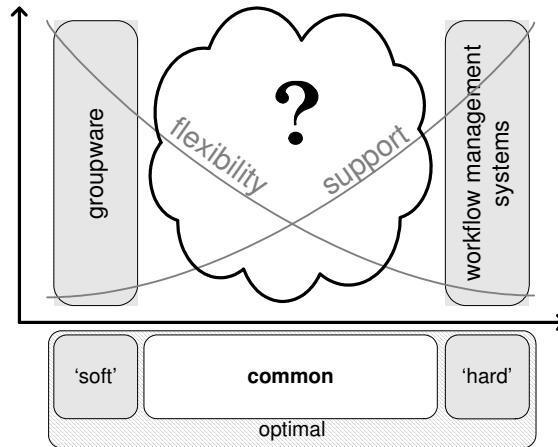 groupware
flexibility
?
support
workflow management
systems
'soft'
common
'hard'
optimal